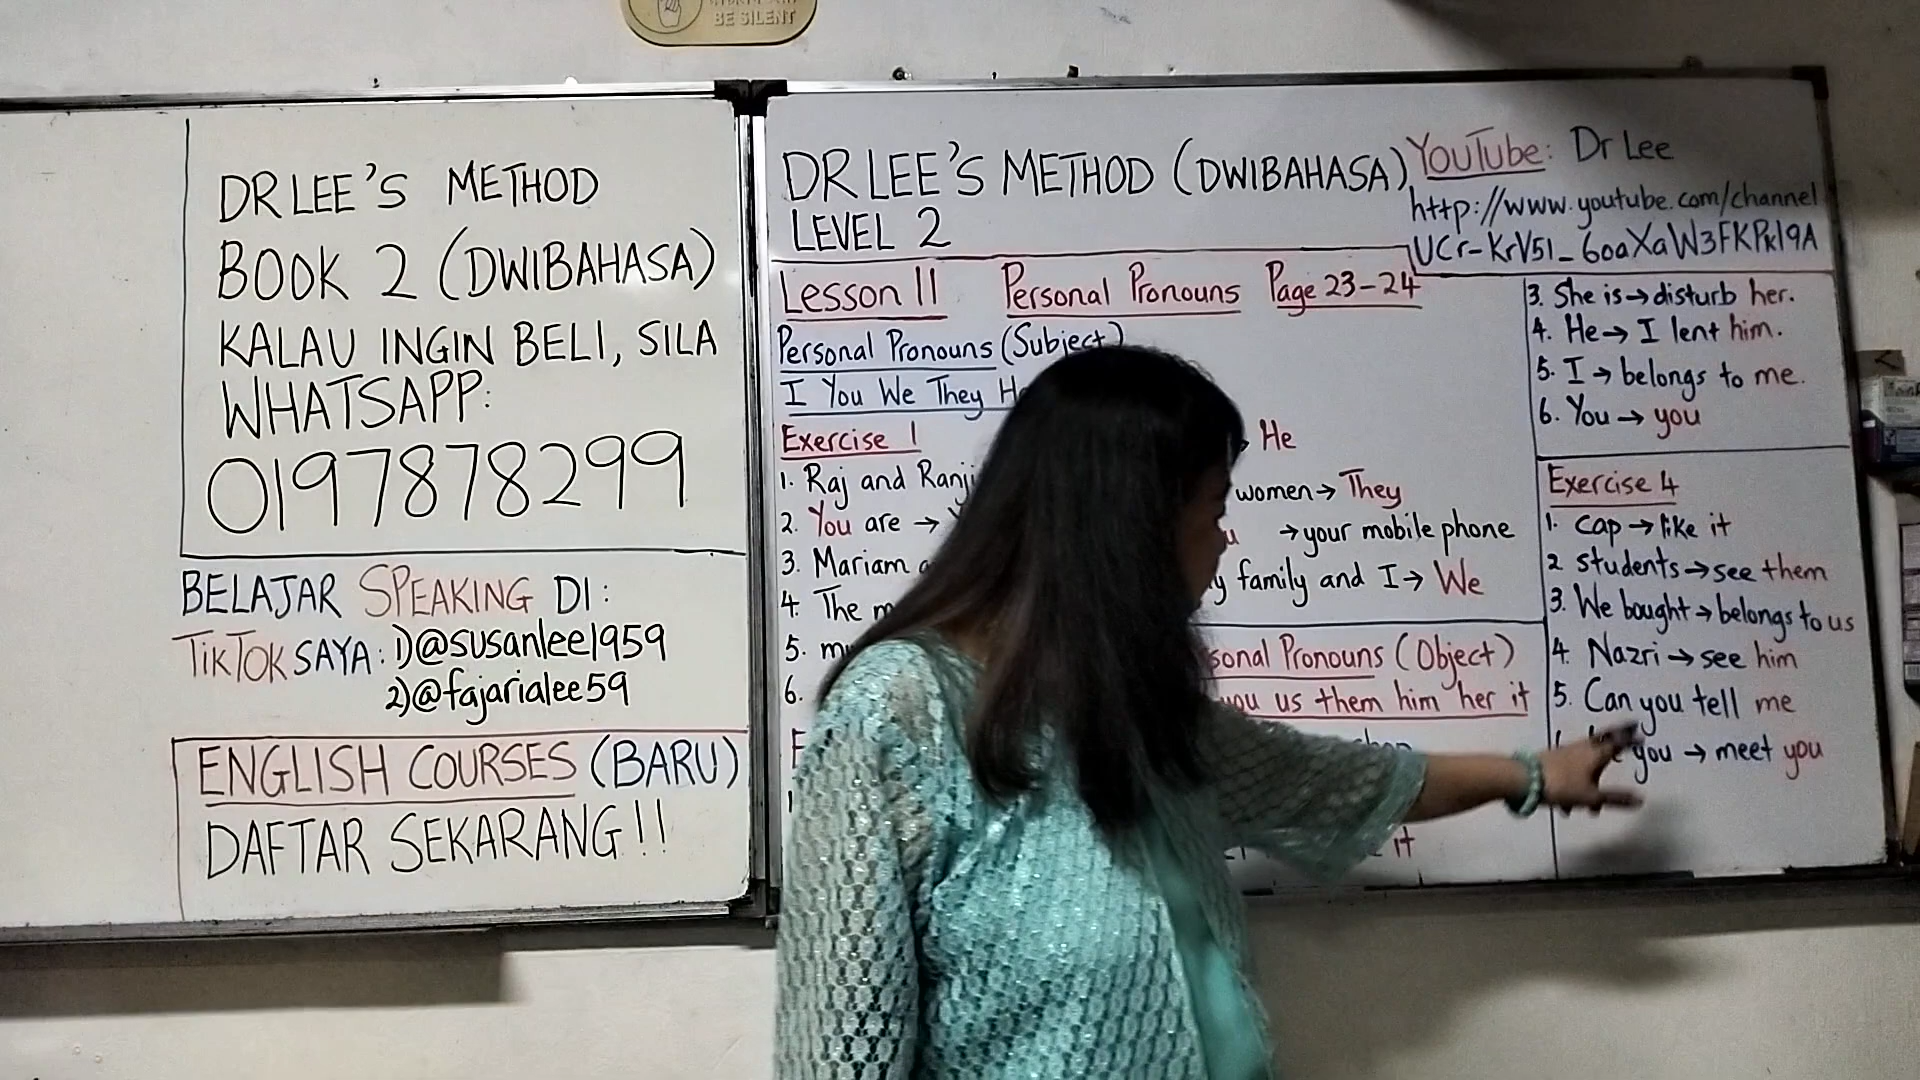 BE SILENT
DR LEE'S METHOD
BOOK 2 (DWIBAHASA)
KALAU INGIN BELI, SILA
WHATSAPP:
0197878299
BELAJAR SPEAKING DI:
TIKTOK SAYA: 1)@susanlee1959
2)@fajarialee59
ENGLISH COURSES (BARU)
DAFTAR SEKARANG!!
DR LEE'S METHOD (DWIBAHASA)
LEVEL 2
YouTube: Dr Lee
http://www.youtube.com/channel
UCr-KrV51_60aXaW3FKPK19A
Lesson 11 Personal Pronouns Page 23-24
Personal Pronouns (Subject)
I You We They
Exercise 1
1. Raj and
2. You are →
3. Mariam
4. The
5.
6.
He
women → They
→ your mobile phone
family and I → We
Pronouns (Object)
you us them him her it
it
3. She is → disturb her.
4. He → I lent him.
5. I → belongs to me.
6. You → you
Exercise 4
1. Cap → like it
2 students → see them
3. We bought → belongs to us
4. Nazri → see him
5. Can you tell me
you → meet you